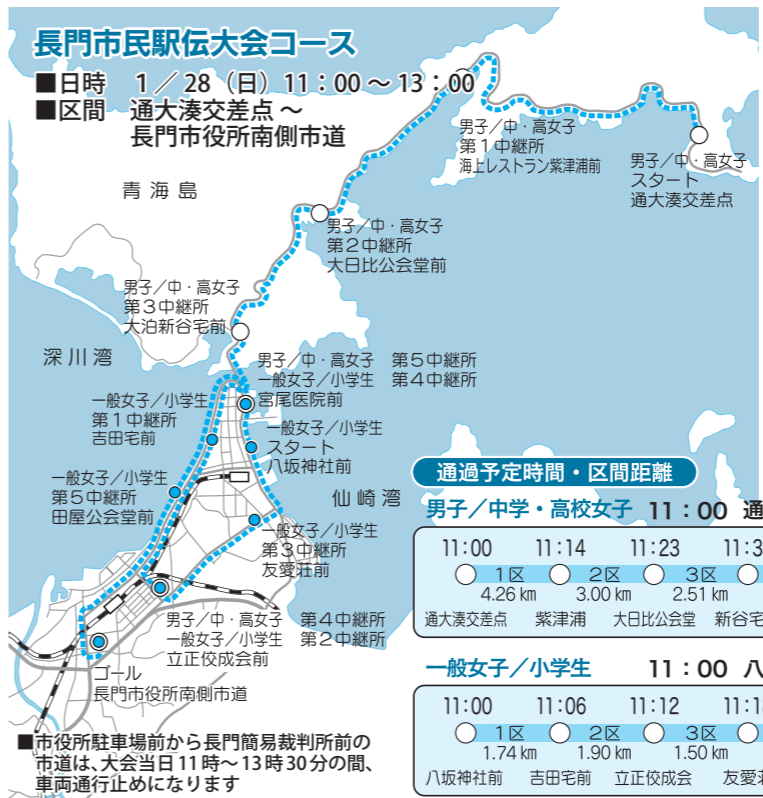 長門市民駅伝大会コース
■日時 1/28(日)11:00~13:00
■区間 通大湊交差点~
長門市役所南側市道
男子/中・高女子
第1中継所
海上レストラン紫津浦前
男子/中・高女子
スタート
通大湊交差点
青海島
男子/中・高女子
第2中継所
大日比公会堂前
男子/中・高女子
第3中継所
大泊新谷宅前
深川湾
男子/中・高女子 第5中継所
一般女子/小学生 第4中継所
宮尾医院前
一般女子/小学生
第1中継所
吉田宅前
一般女子/小学生
スタート
八坂神社前
一般女子/小学生
第5中継所
田屋公会堂前
仙崎湾
一般女子/小学生
第3中継所
友愛荘前
男子/中・高女子 第4中継所
一般女子/小学生 第2中継所
立正佼成会前
ゴール
長門市役所南側市道
■市役所駐車場前から長門簡易裁判所前の
市道は、大会当日11時~13時30分の間、
車両通行止めになります
通過予定時間・区間距離
男子/中学・高校女子 11:00 通
11:00 11:14 11:23 11:3
1区 2区 3区
4.26km 3.00km 2.51km
通大湊交差点 紫津浦 大日比公会堂 新谷宅
一般女子/小学生 11:00 八
11:00 11:06 11:12 11:1
1区 2区 3区
1.74km 1.90km 1.50km
八坂神社前 吉田宅前 立正佼成会 友愛